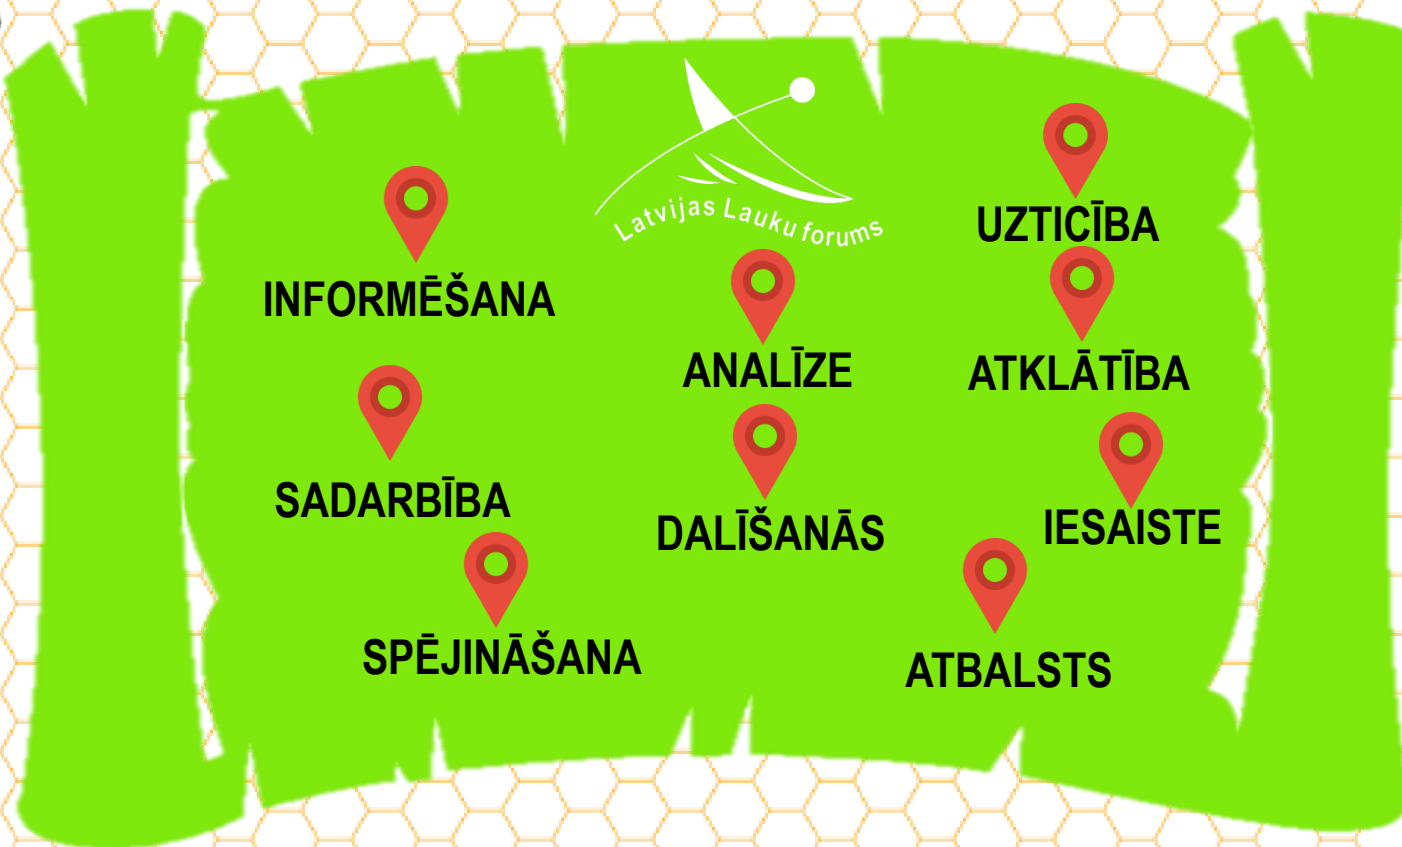 Latvijas Lauku forums
INFORMĒŠANA
SADARBĪBA
SPĒJINĀŠANA
ANALĪZE
DALĪŠANĀS
UZTICĪBA
ATKLĀTĪBA
IESAISTE
ATBALSTS